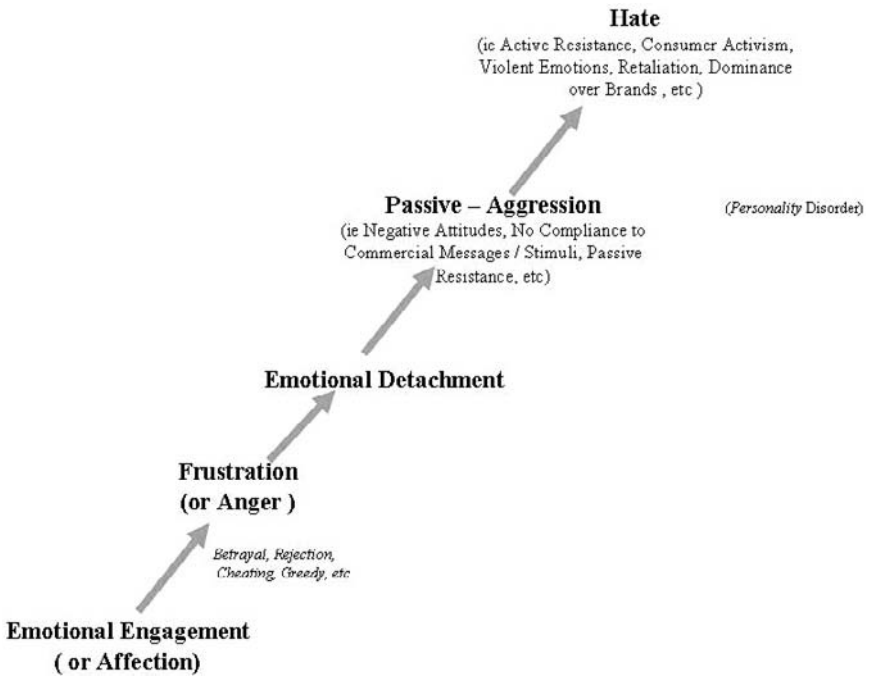 Hate
(ie Active Resistance, Consumer Activism,
Violent Emotions, Retaliation, Dominance
over Brands , etc )
Passive – Aggression
(Personality Disorder)
(ie Negative Attitudes, No Compliance to
Commercial Messages / Stimuli, Passive
Resistance, etc)
Emotional Detachment
Frustration
(or Anger )
Betrayal, Rejection,
Cheating, Greedy, etc
Emotional Engagement
( or Affection)